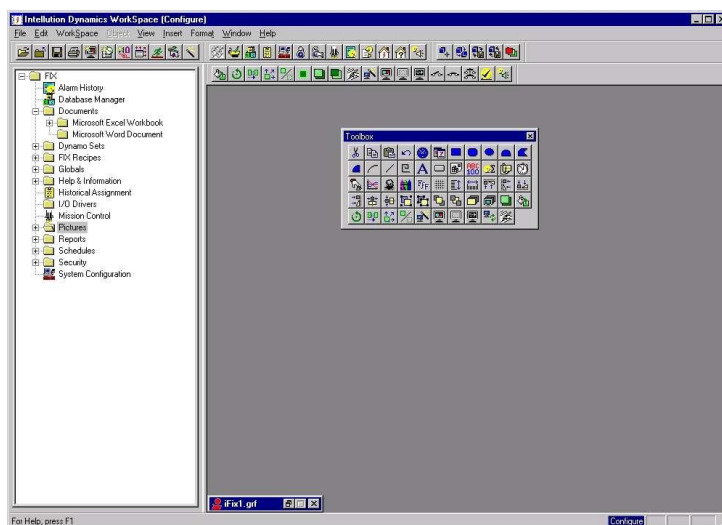 Intellution Dynamics WorkSpace (Configure)
File Edit WorkSpace Object View Insert Format Window Help
FIX
Alarm History
Database Manager
Documents
Microsoft Excel Workbook
Microsoft Word Document
Dynamo Sets
FIX Recipes
Globals
Help & Information
Historical Assignment
I/O Drivers
Mission Control
Pictures
Reports
Schedules
Security
System Configuration
Toolbox
A
ABC
100
iFix1.grf
For Help, press F1
Configure